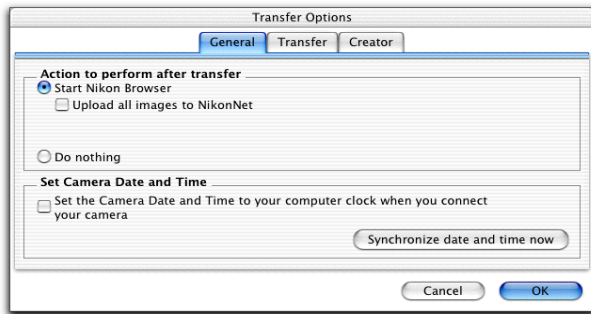 Transfer Options
General Transfer Creator
Action to perform after transfer
Start Nikon Browser
Upload all images to NikonNet
Do nothing
Set Camera Date and Time
Set the Camera Date and Time to your computer clock when you connect
your camera
Synchronize date and time now
Cancel OK